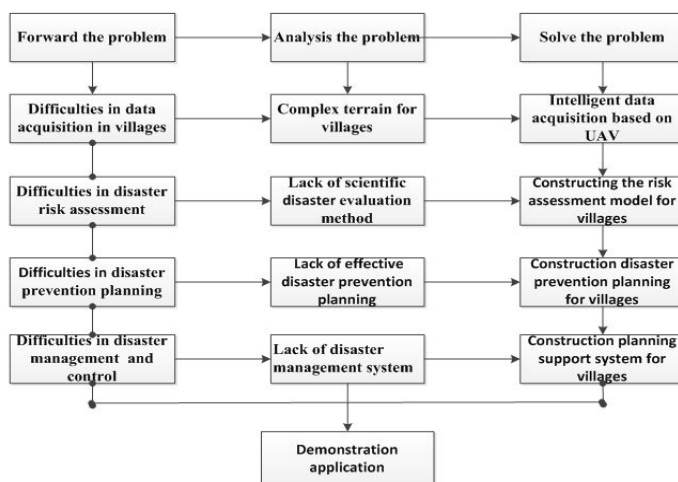 Forward the problem
Analysis the problem
Solve the problem
Difficulties in data
acquisition in villages
Complex terrain for
villages
Intelligent data
acquisition based on
UAV
Difficulties in disaster
risk assessment
Lack of scientific
disaster evaluation
method
Constructing the risk
assessment model for
villages
Difficulties in disaster
prevention planning
Lack of effective
disaster prevention
planning
Construction disaster
prevention planning
for villages
Difficulties in disaster
management and
control
Lack of disaster
management system
Construction planning
support system for
villages
Demonstration
application